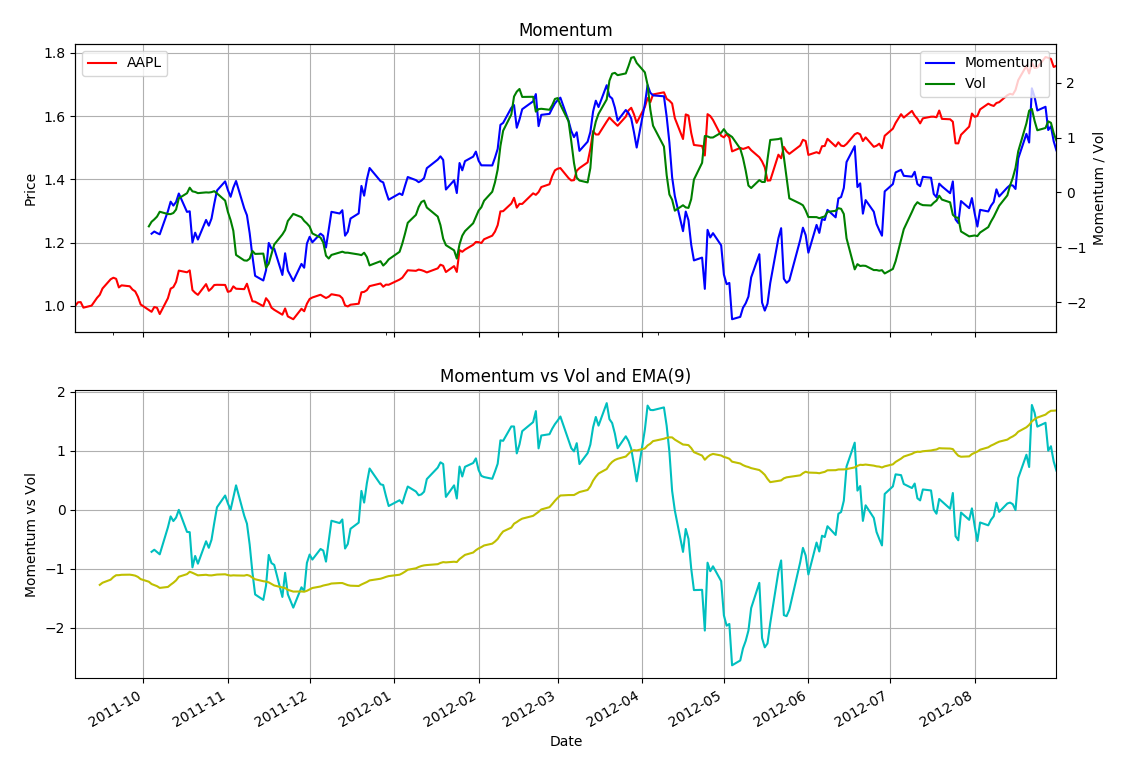 Momentum
1.8
1.6
1.4
1.2
1.0
Price
AAPL
Momentum
Vol
2
1
0
−1
−2
Momentum / Vol
Momentum vs Vol and EMA(9)
2
1
0
−1
−2
Momentum vs Vol
2011-10
2011-11
2011-12
2012-01
2012-02
2012-03
2012-04
2012-05
2012-06
2012-07
2012-08
Date